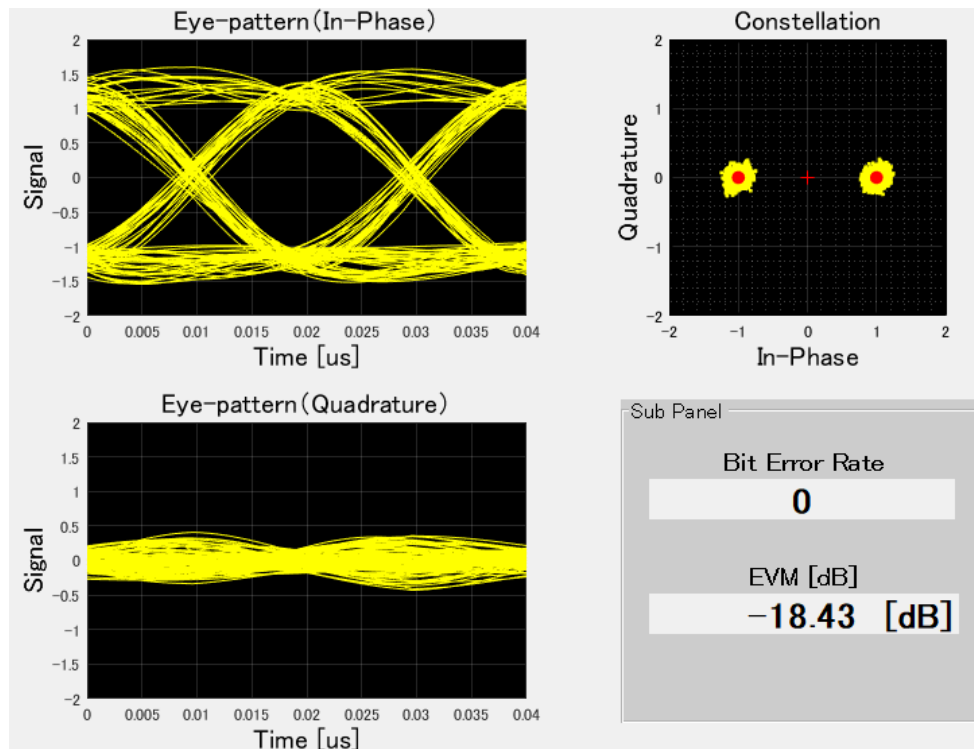 Eye-pattern(In-Phase)
2
1.5
1
0.5
0
-0.5
-1
-1.5
-2
Signal
0 0.005 0.01 0.015 0.02 0.025 0.03 0.035 0.04
Time [us]
Constellation
2
1
0
-1
-2
Quadrature
-2 -1 0 1 2
In-Phase
Eye-pattern(Quadrature)
2
1.5
1
0.5
0
-0.5
-1
-1.5
-2
Signal
0 0.005 0.01 0.015 0.02 0.025 0.03 0.035 0.04
Time [us]
Sub Panel
Bit Error Rate
0
EVM [dB]
-18.43 [dB]